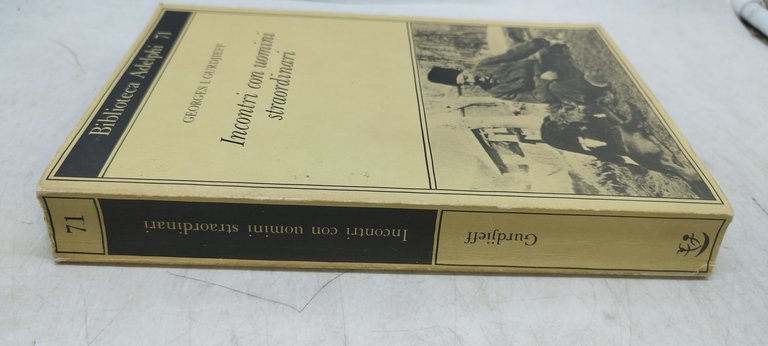 Biblioteca Adelphi 71
GEORGES I. GURDJIEFF
Incontri con uomini
straordinari
71
Incontri con uomini straordinari
Gurdjieff